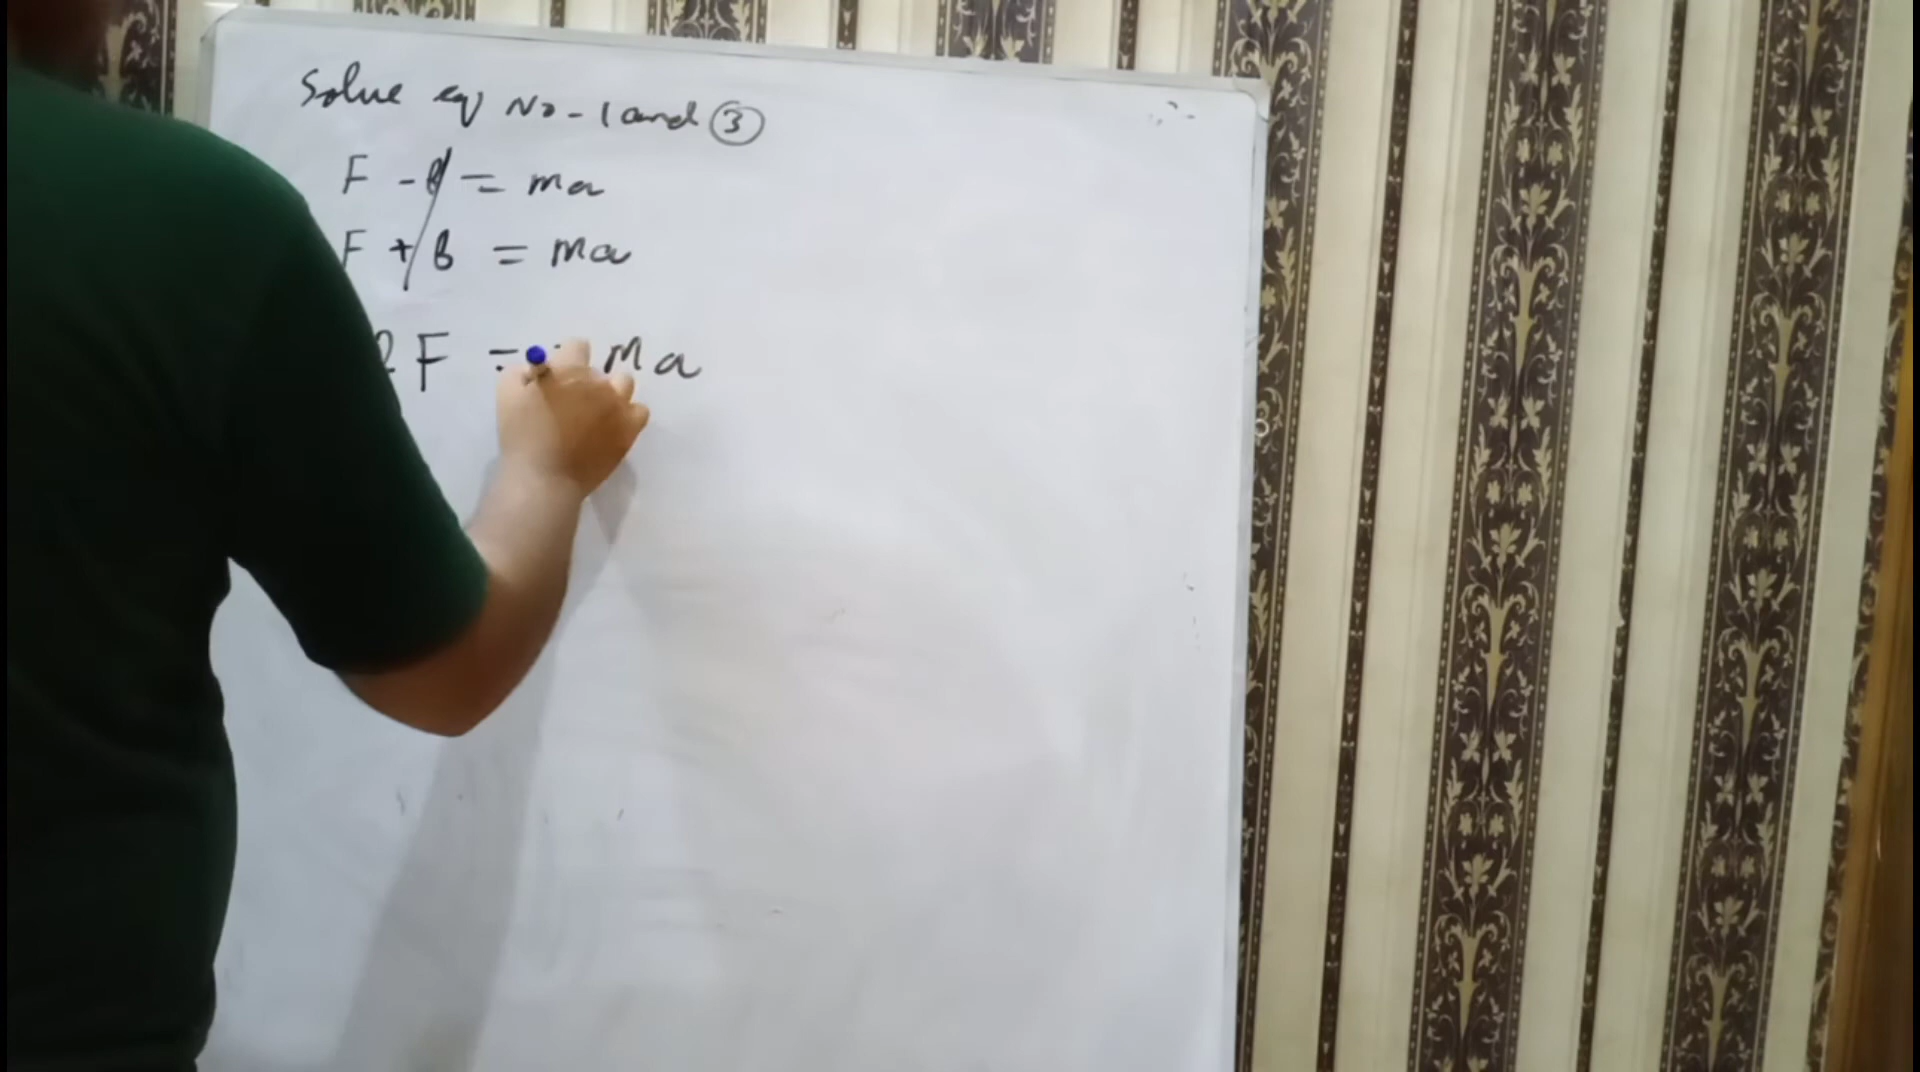 Solve eq No-1 and ③
F - B = ma
F + B = ma
2F = ma